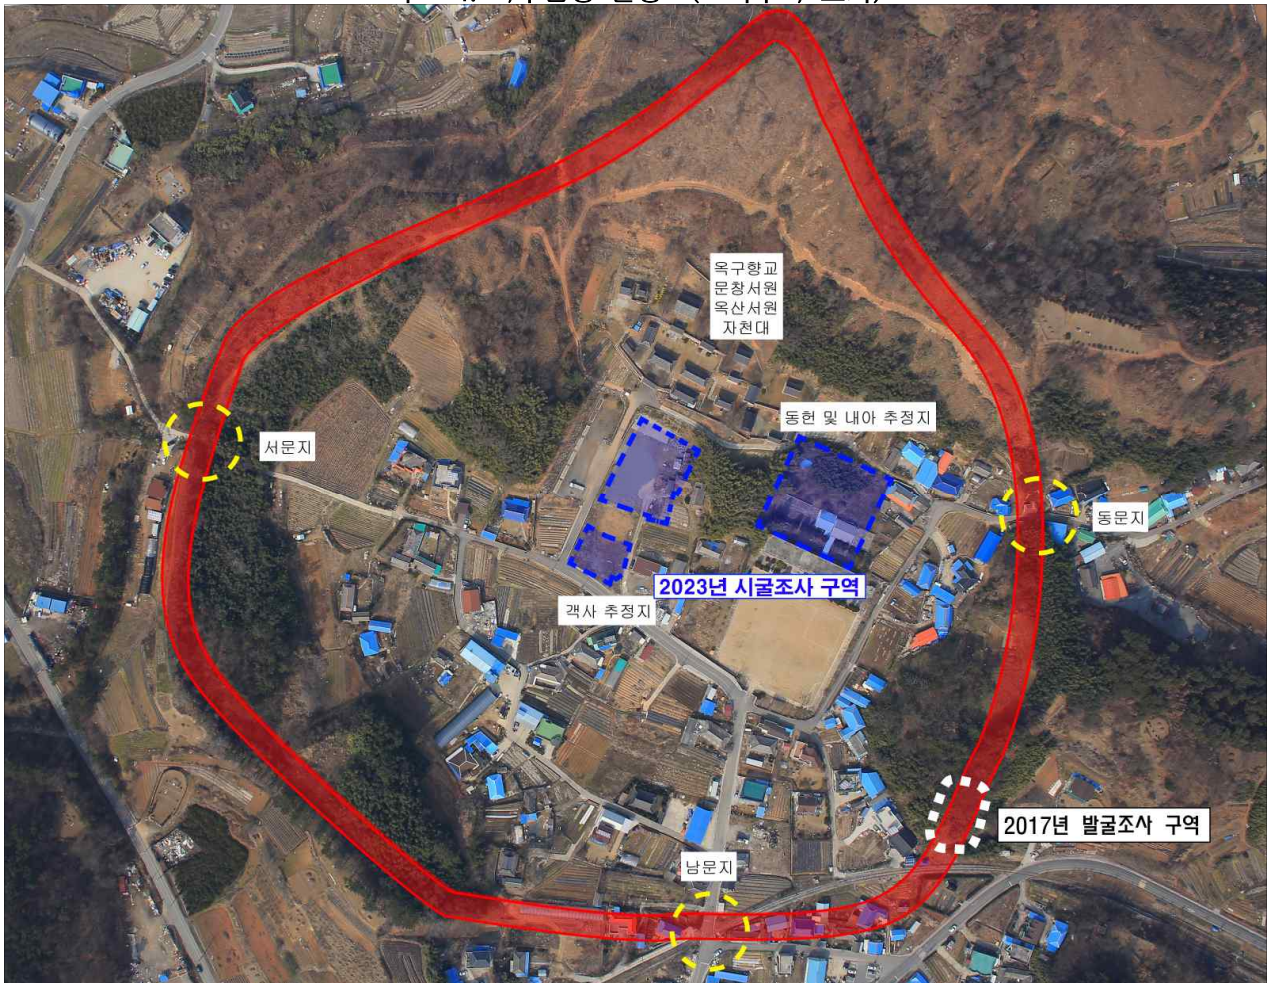 옥구향교
문창서원
옥산서원
자천대
동헌 및 내아 추정지
서문지
동문지
2023년 시굴조사 구역
객사 추정지
2017년 발굴조사 구역
남문지